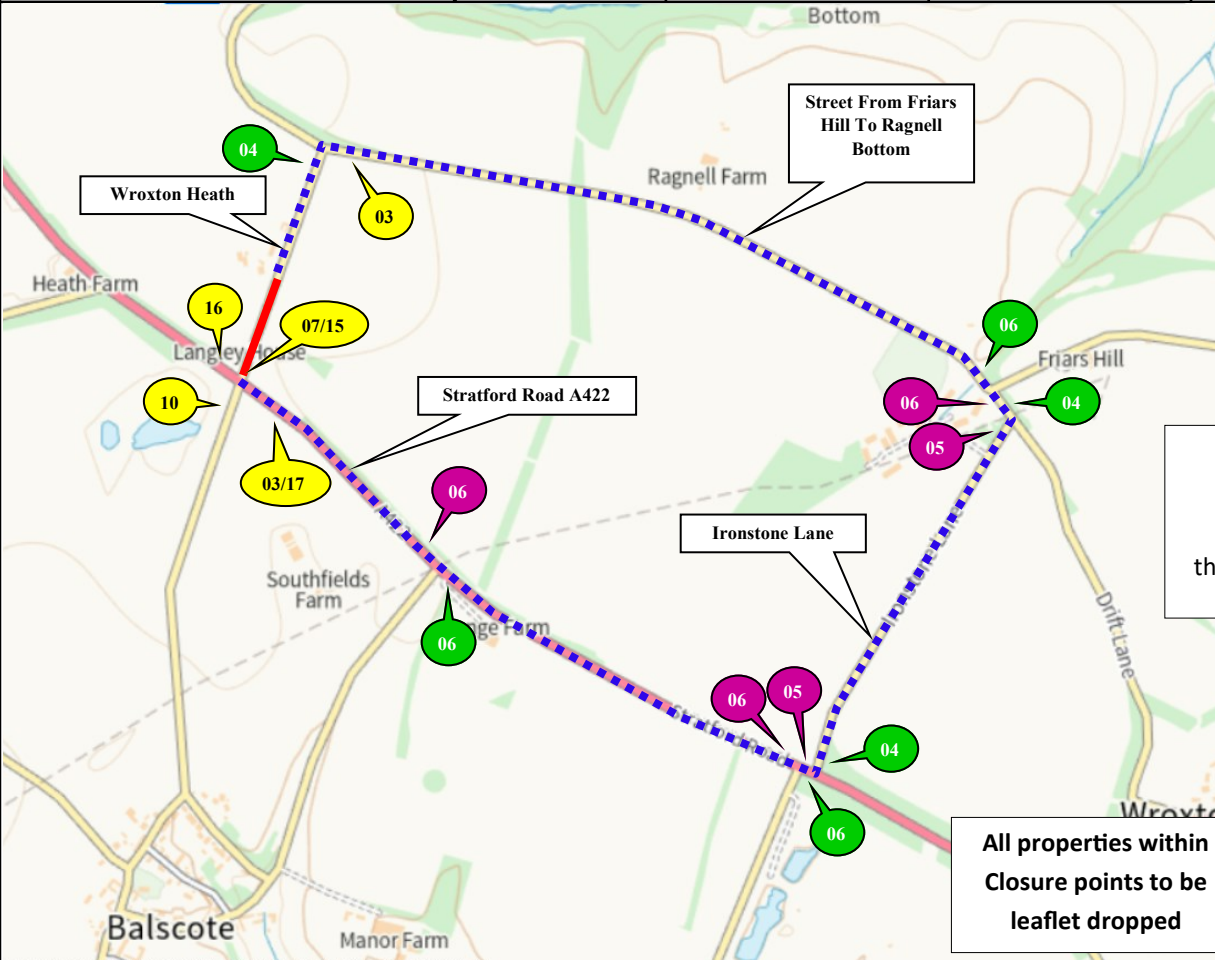 Bottom
Street From Friars
Hill To Ragnell
Bottom
04
Ragnell Farm
Wroxton Heath
03
Heath Farm
16
07/15
06
Langley House
Friars Hill
10
Stratford Road A422
06
04
05
03/17
06
Ironstone Lane
th
Southfields
Farm
Drift Lane
06
06
05
04
Stratford Road
06
All properties within
Closure points to be
leaflet dropped
Balscote
Manor Farm